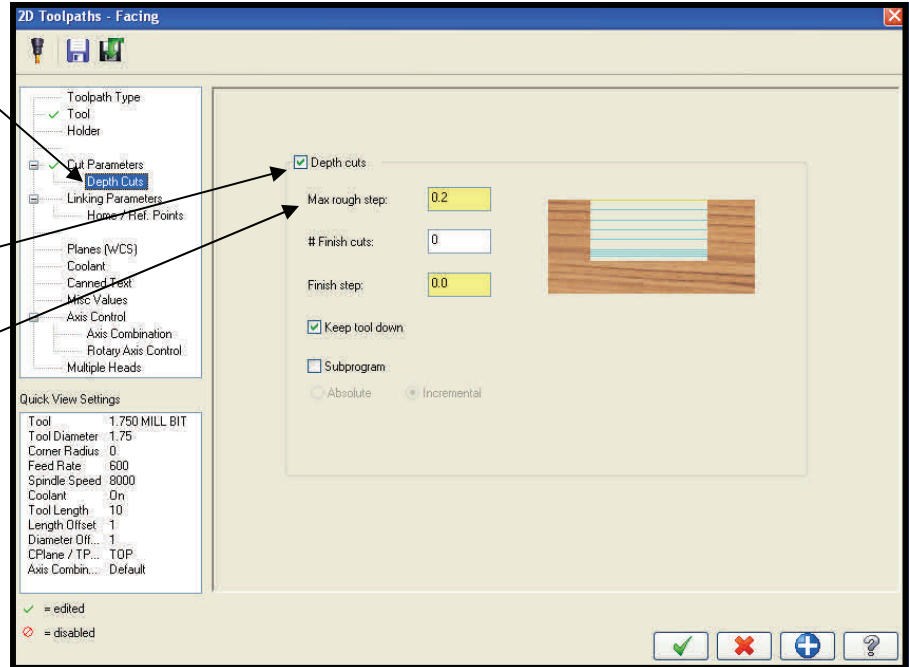 2D Toolpaths - Facing
Toolpath Type
Tool
Holder
Cut Parameters
Depth Cuts
Linking Parameters
Home / Ref. Points
Planes (WCS)
Coolant
Canned Text
Misc Values
Axis Control
Axis Combination
Rotary Axis Control
Multiple Heads
Quick View Settings
Tool 1.750 MILL BIT
Tool Diameter 1.75
Corner Radius 0
Feed Rate 600
Spindle Speed 8000
Coolant On
Tool Length 10
Length Offset 1
Diameter Off... 1
CPlane / TP... TOP
Axis Combin... Default
= edited
= disabled
Depth cuts
Max rough step: 0.2
# Finish cuts: 0
Finish step: 0.0
Keep tool down
Subprogram
Absolute Incremental